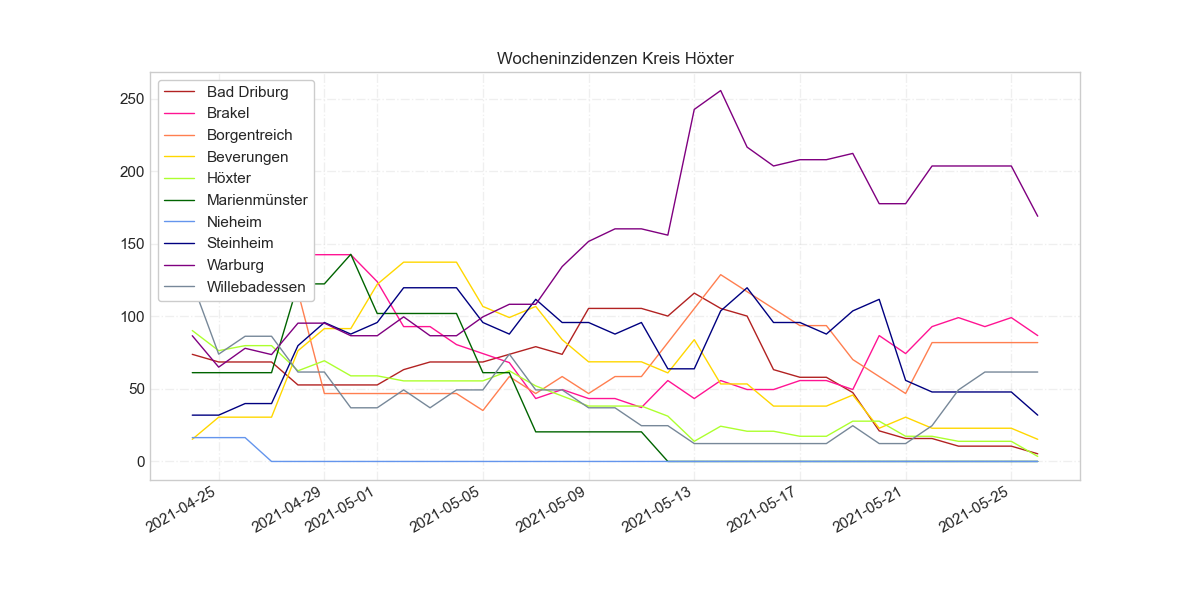 Wocheninzidenzen Kreis Höxter
Bad Driburg
Brakel
Borgentreich
Beverungen
Höxter
Marienmünster
Nieheim
Steinheim
Warburg
Willebadessen
250
200
150
100
50
0
2021-04-25
2021-04-29
2021-05-01
2021-05-05
2021-05-09
2021-05-13
2021-05-17
2021-05-21
2021-05-25